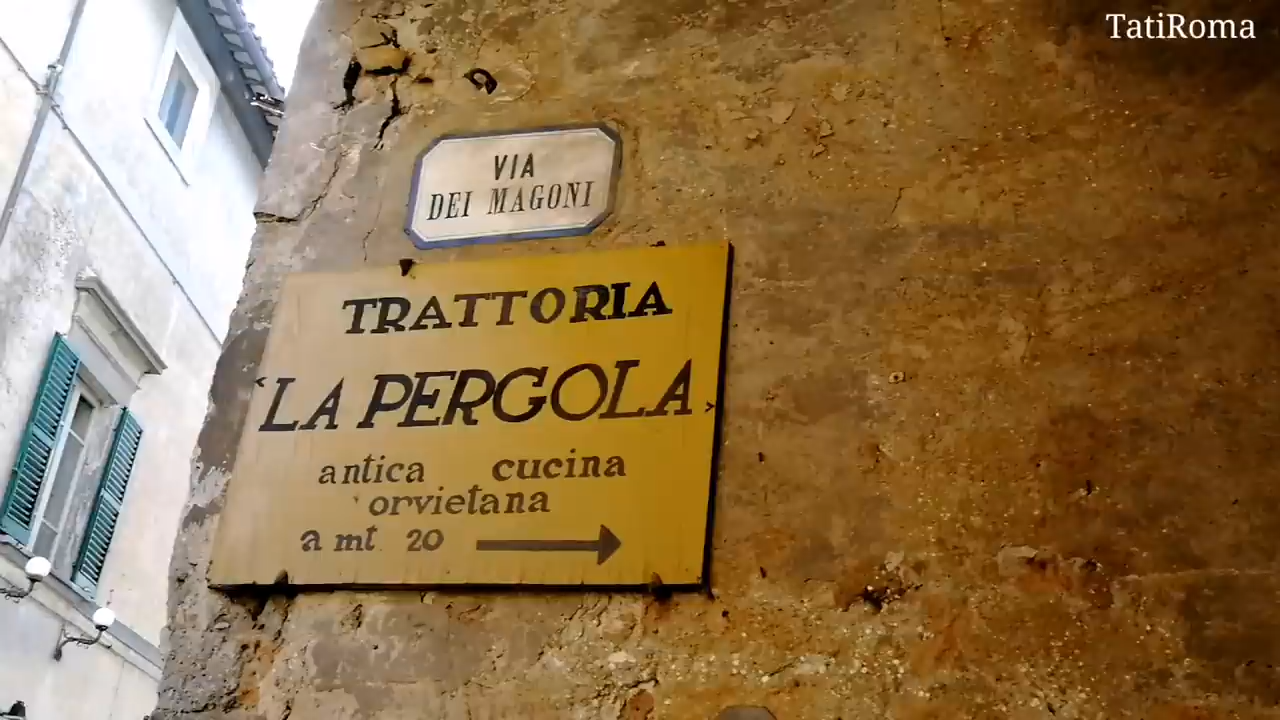 TatiRoma
VIA
DEI MAGONI
TRATTORIA
"LA PERGOLA"
antica cucina
orvietana
a mt. 20